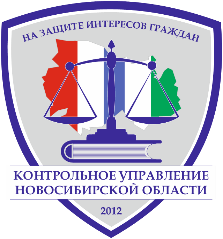 НА ЗАЩИТЕ ИНТЕРЕСОВ ГРАЖДАН
КОНТРОЛЬНОЕ УПРАВЛЕНИЕ
НОВОСИБИРСКОЙ ОБЛАСТИ
2012